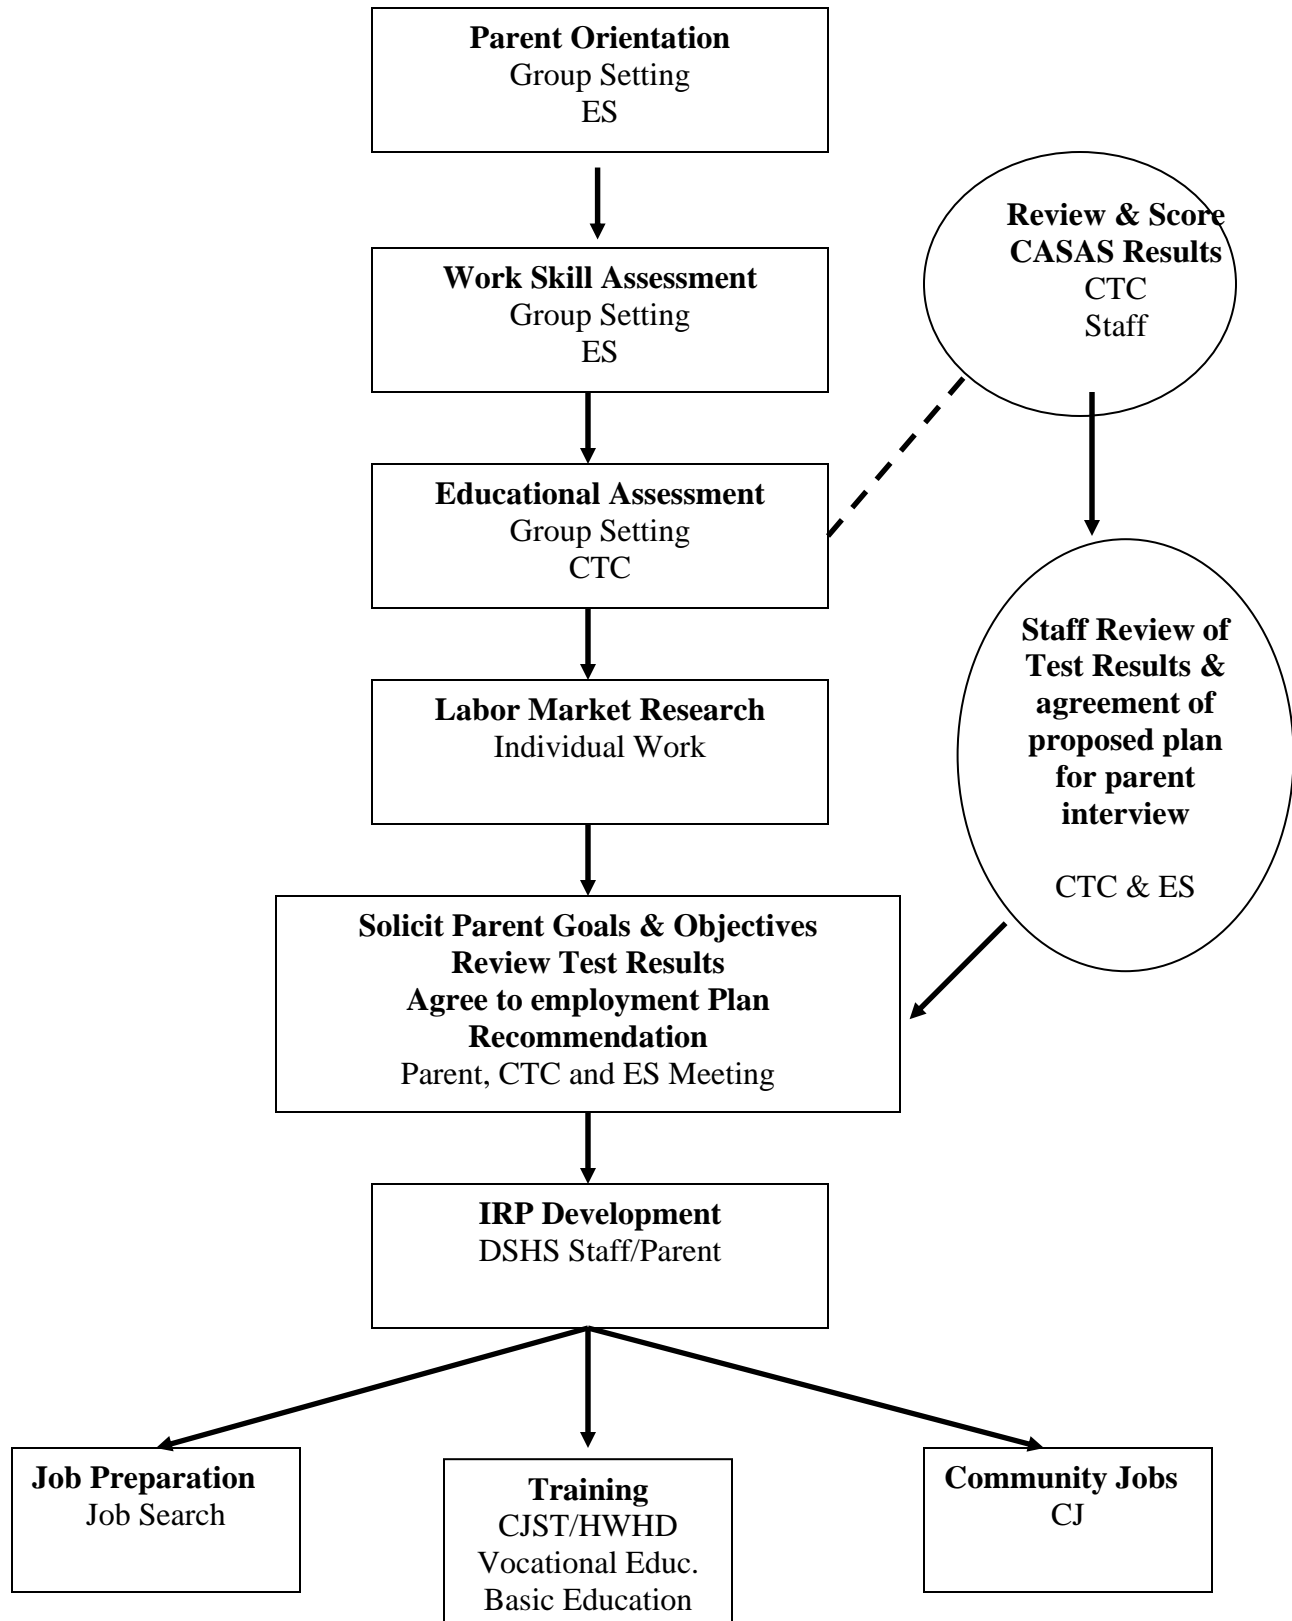 Parent Orientation
Group Setting
ES
Work Skill Assessment
Group Setting
ES
Review & Score
CASAS Results
CTC
Staff
Educational Assessment
Group Setting
CTC
Labor Market Research
Individual Work
Staff Review of
Test Results &
agreement of
proposed plan
for parent
interview
CTC & ES
Solicit Parent Goals & Objectives
Review Test Results
Agree to employment Plan
Recommendation
Parent, CTC and ES Meeting
IRP Development
DSHS Staff/Parent
Job Preparation
Job Search
Training
CJST/HWHD
Vocational Educ.
Basic Education
Community Jobs
CJ